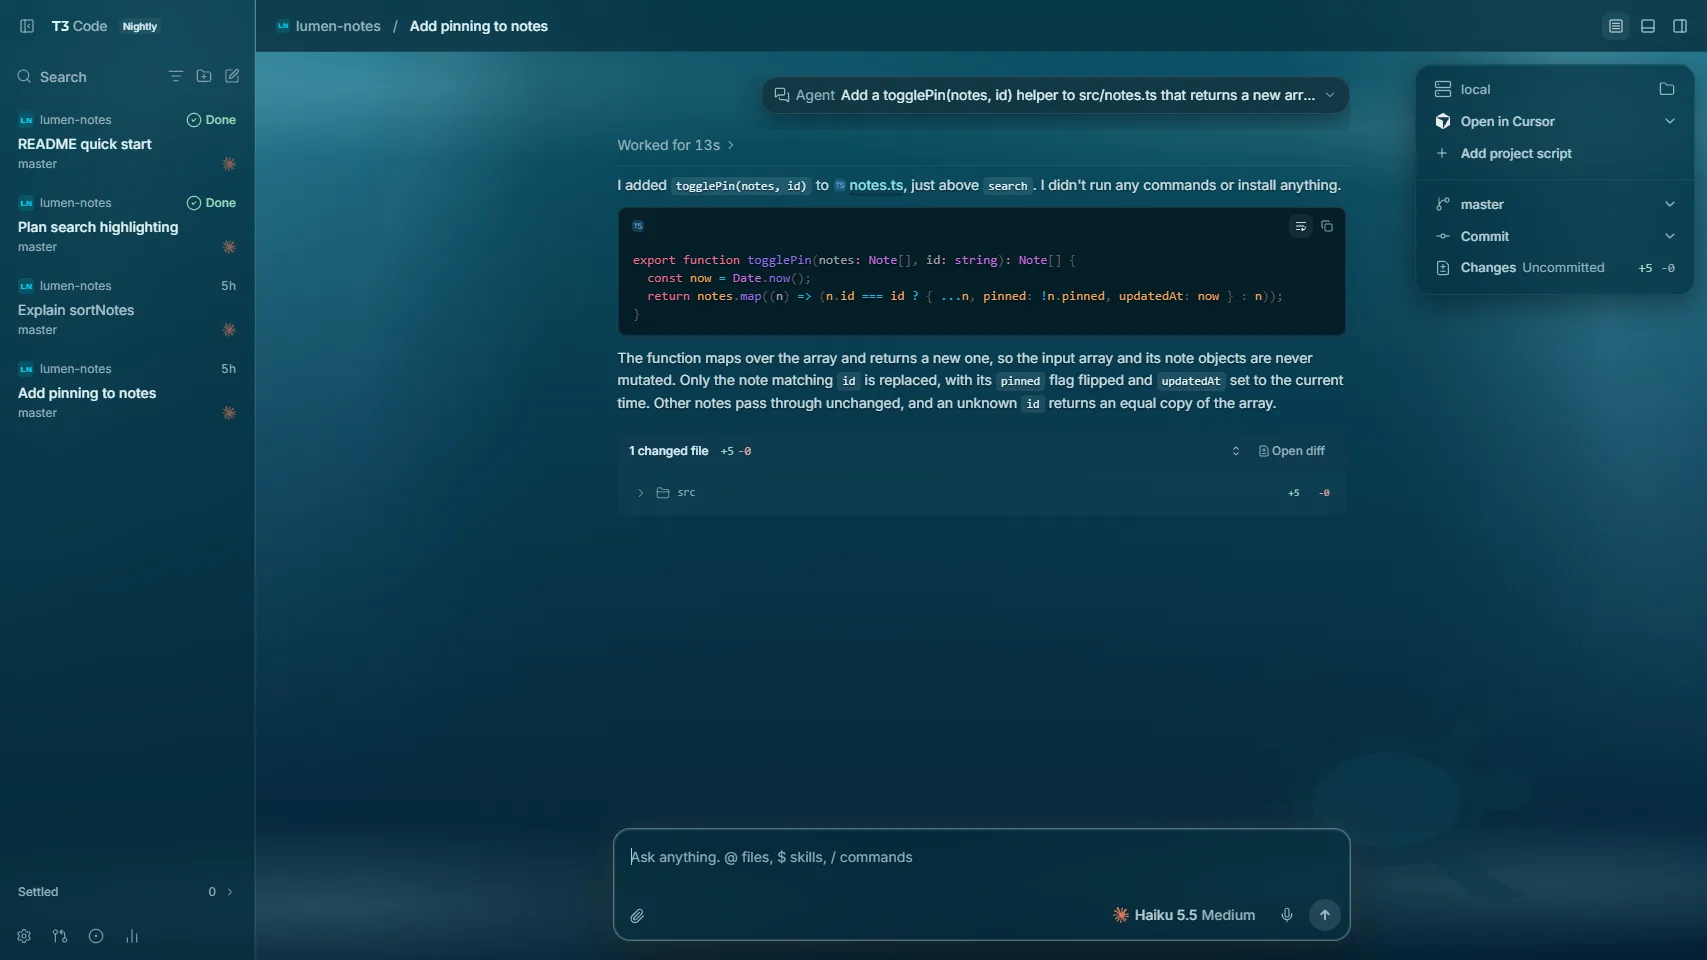 T3 Code Nightly
Search
LN lumen-notes Done
README quick start
master
LN lumen-notes Done
Plan search highlighting
master
LN lumen-notes 5h
Explain sortNotes
master
LN lumen-notes 5h
Add pinning to notes
master
Settled 0
LN lumen-notes / Add pinning to notes
Agent Add a togglePin(notes, id) helper to src/notes.ts that returns a new arr...
Worked for 13s
I added togglePin(notes, id) to TS notes.ts, just above search. I didn't run any commands or install anything.
TS
export function togglePin(notes: Note[], id: string): Note[] {
const now = Date.now();
return notes.map((n) => (n.id === id ? { ...n, pinned: !n.pinned, updatedAt: now } : n));
}
The function maps over the array and returns a new one, so the input array and its note objects are never
mutated. Only the note matching id is replaced, with its pinned flag flipped and updatedAt set to the current
time. Other notes pass through unchanged, and an unknown id returns an equal copy of the array.
1 changed file +5 -0 Open diff
src +5 -0
Ask anything. @ files, $ skills, / commands
Haiku 5.5 Medium
local
Open in Cursor
Add project script
master
Commit
Changes Uncommitted +5 -0